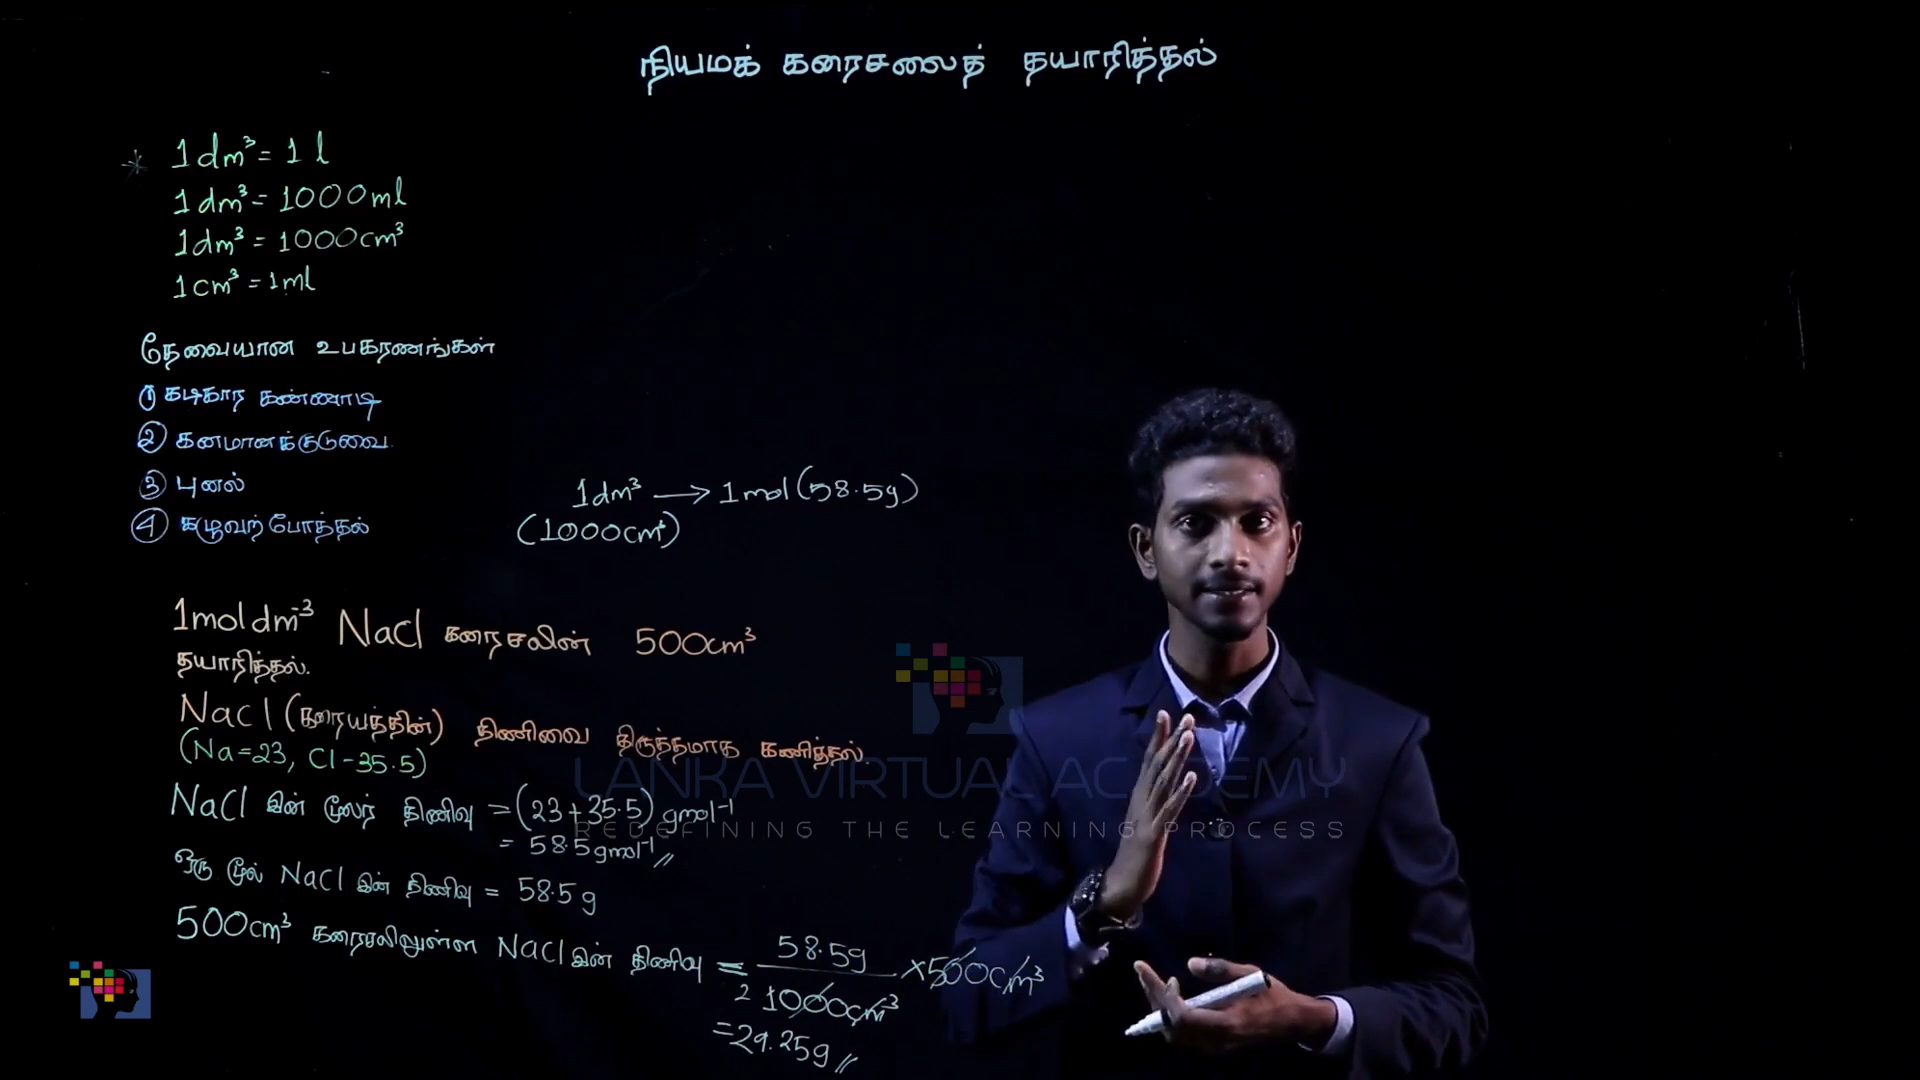 நியமக் கரைசலைத் தயாரித்தல்
* 1dm³ = 1 l
1dm³ = 1000ml
1dm³ = 1000cm³
1cm³ = 1ml
தேவையான உபகரணங்கள்
① கடிகார கண்ணாடி
② கனமானக்குடுவை.
③ புனல்
④ கழுவற்போத்தல்
1dm³ → 1mol (58.5g)
(1000cm³)
1moldm⁻³ NaCl கரைசலின் 500cm³
தயாரித்தல்.
NaCl (கரையத்தின்) திணிவை திருத்தமாக கணித்தல்.
(Na=23, Cl-35.5)
NaCl இன் மூலர் திணிவு = (23+35.5) gmol⁻¹
= 58.5gmol⁻¹//
ஒரு மூல் NaCl இன் திணிவு = 58.5g
500cm³ கரைசலிலுள்ள NaCl இன் திணிவு = 58.5g / 1000cm³ × 500cm³
2
= 29.25g //
LANKA VIRTUAL ACADEMY
REDEFINING THE LEARNING PROCESS